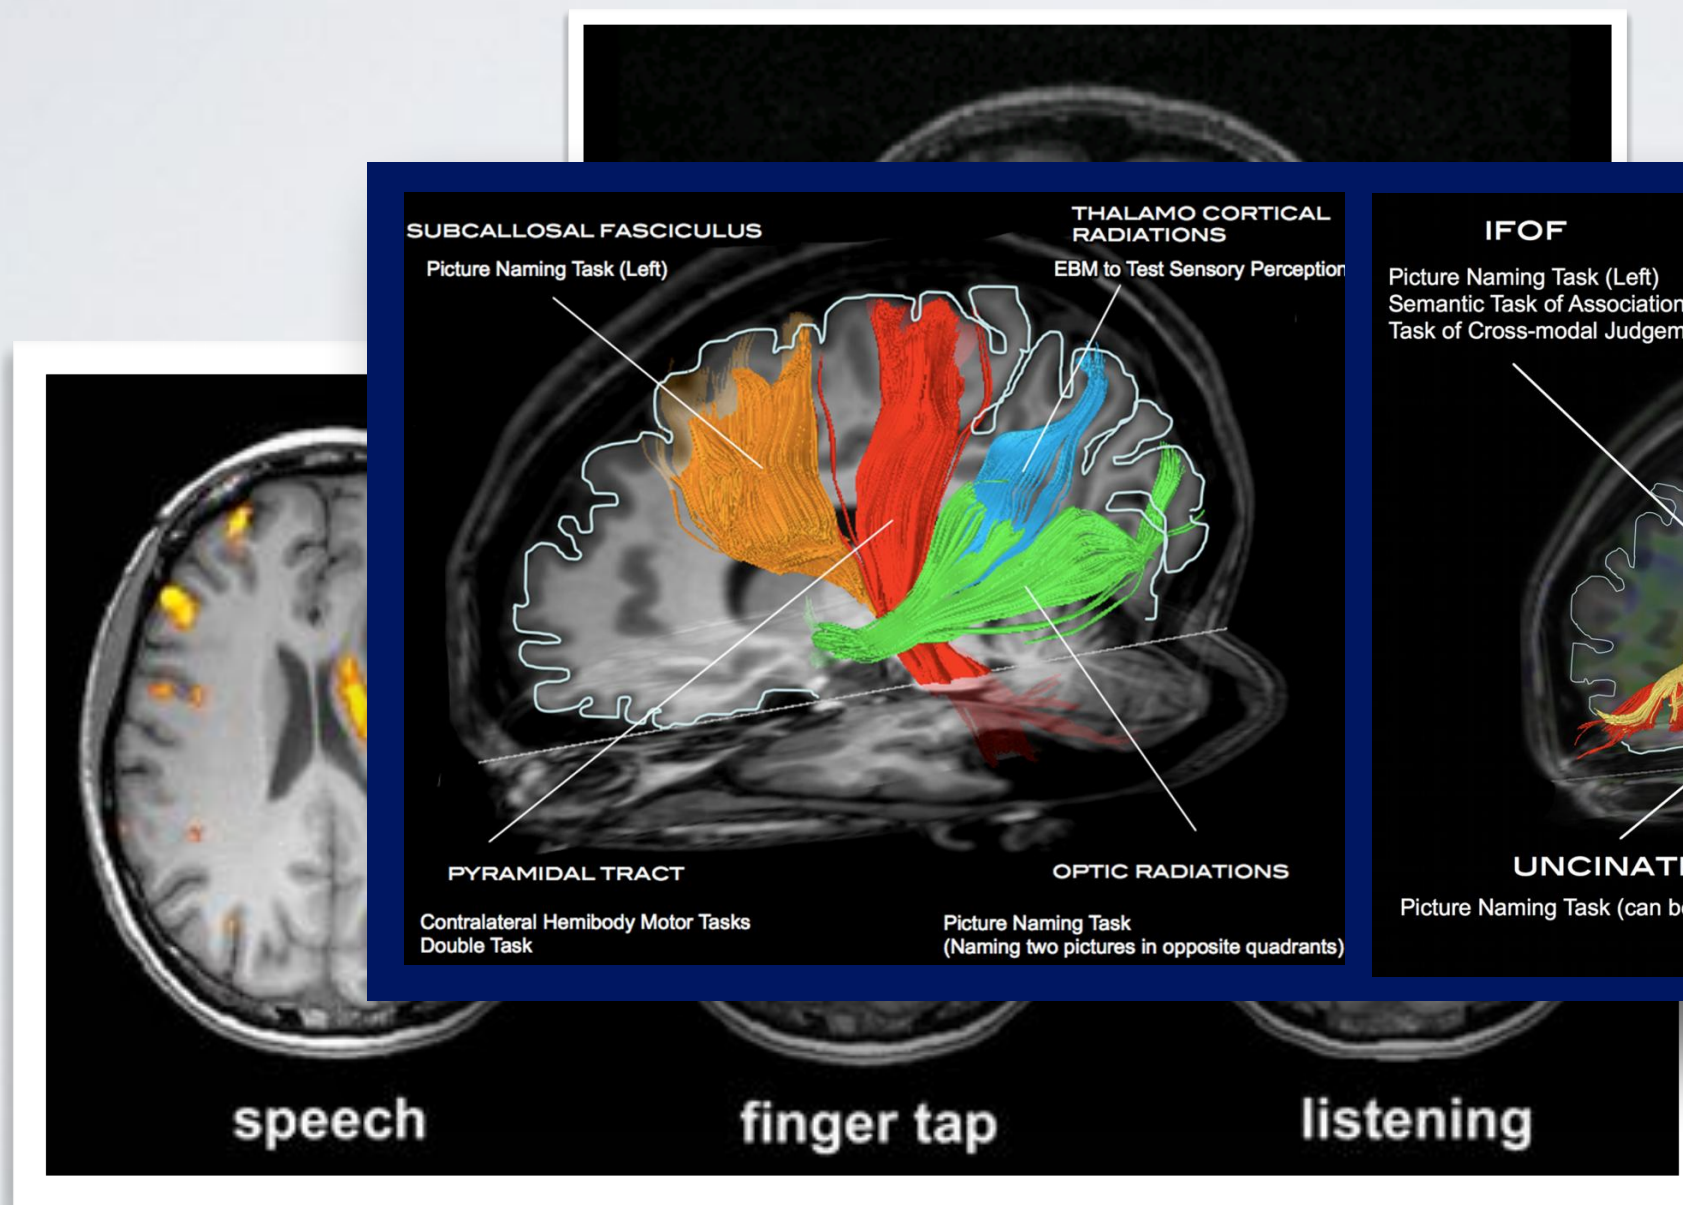 SUBCALLOSAL FASCICULUS
Picture Naming Task (Left)
THALAMO CORTICAL
RADIATIONS
EBM to Test Sensory Perception
PYRAMIDAL TRACT
Contralateral Hemibody Motor Tasks
Double Task
OPTIC RADIATIONS
Picture Naming Task
(Naming two pictures in opposite quadrants)
IFOF
Picture Naming Task (Left)
Semantic Task of Association
Task of Cross-modal Judgem
UNCINAT
Picture Naming Task (can b
speech
finger tap
listening